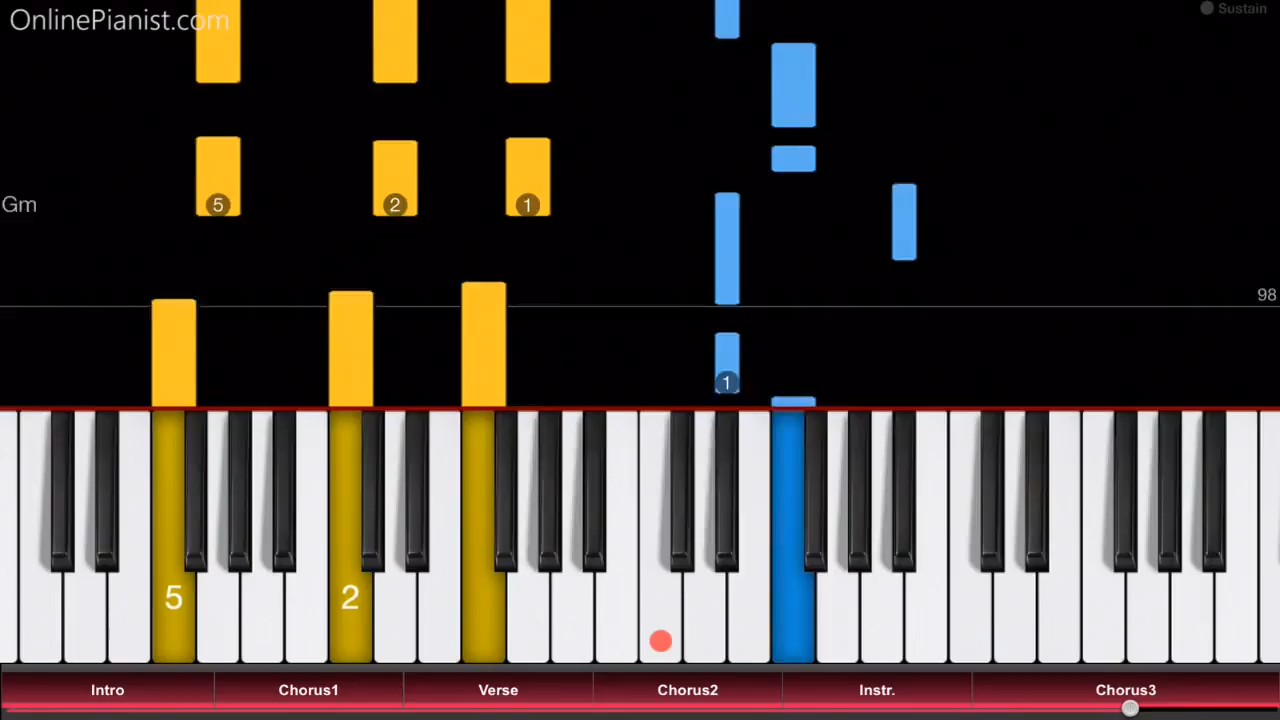 OnlinePianist.com
Sustain
Gm
5 2 1
98
1
5 2
Intro Chorus1 Verse Chorus2 Instr. Chorus3